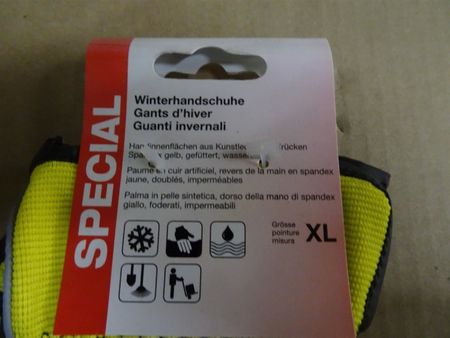 SPECIAL
Winterhandschuhe
Gants d'hiver
Guanti invernali
aus
Spandex gelb, gefüttert,
Paume en cuir artificiel, revers de la main en spandex
jaune, doublés, imperméables
Palma in pelle sintetica, dorso della mano di spandex
giallo, foderati, impermeabili
Grösse
pointure
misura
XL